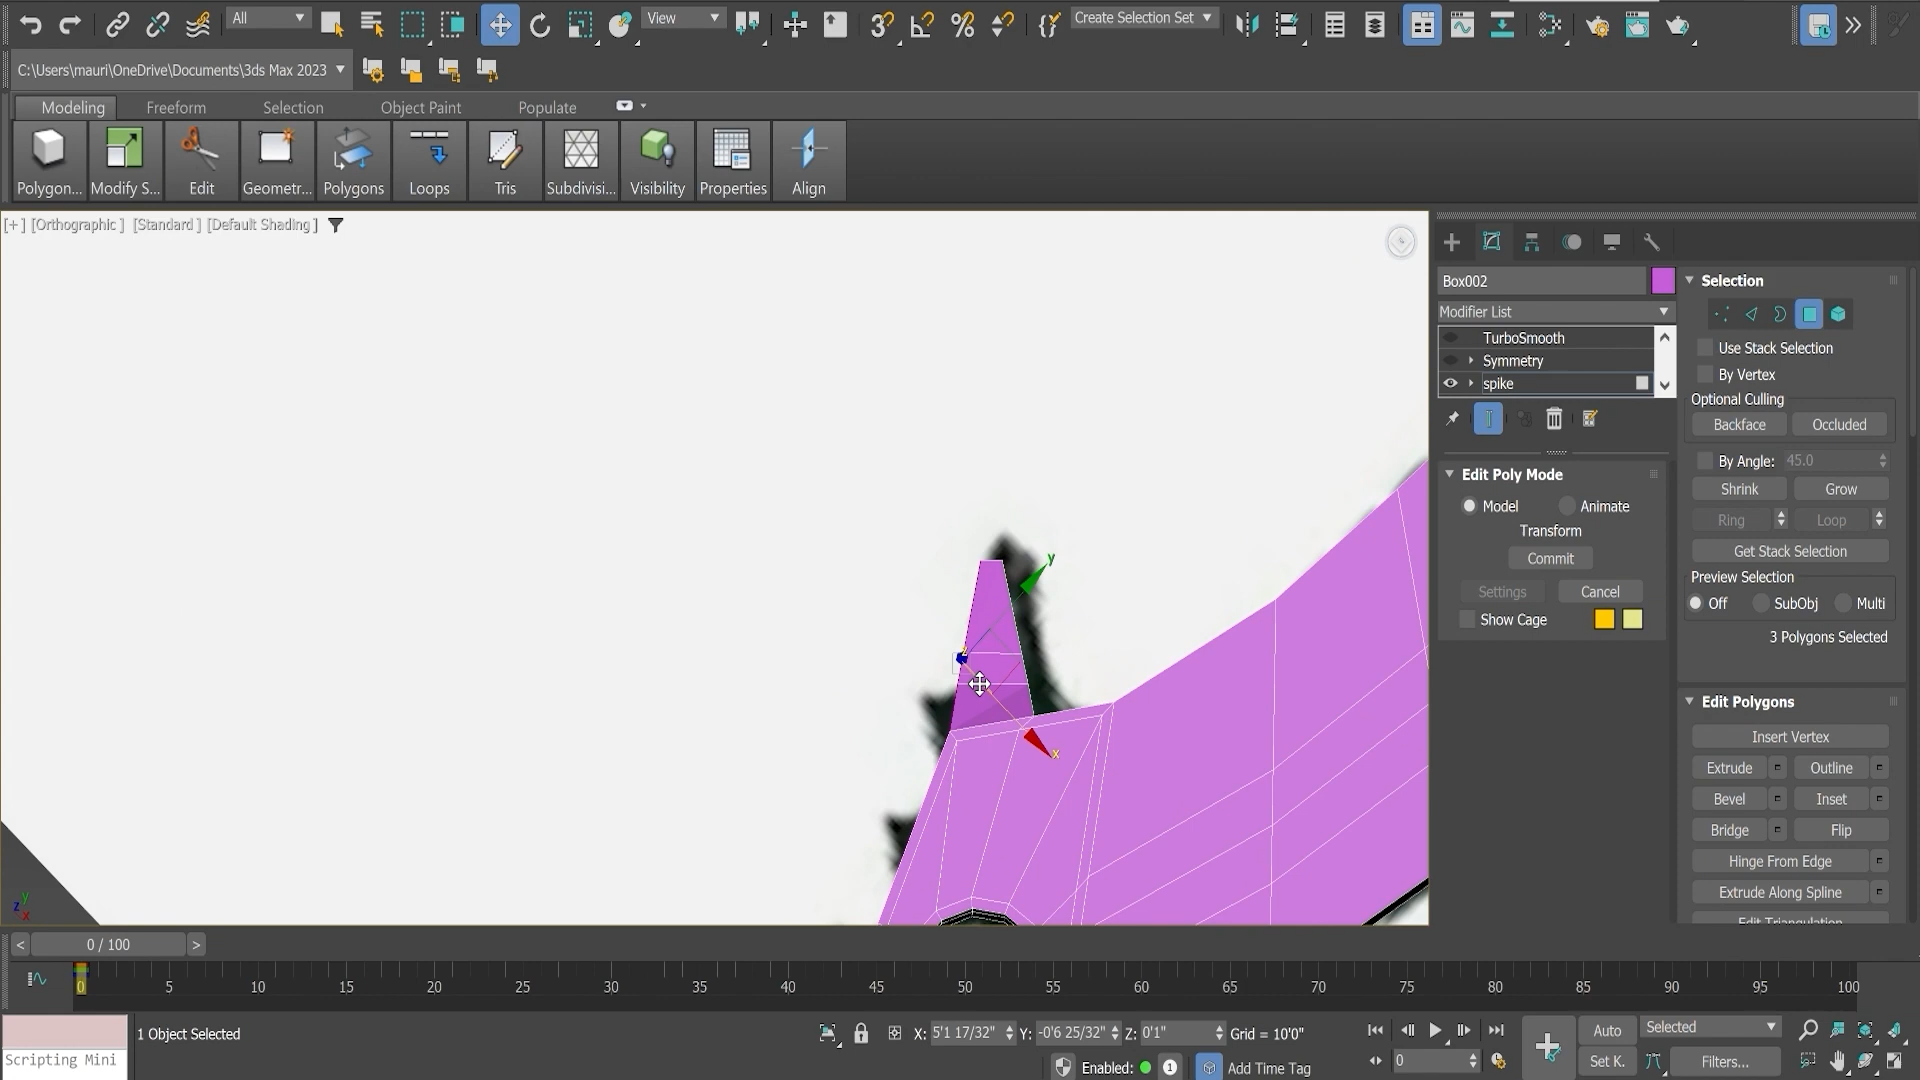 All
View
Create Selection Set
C:\Users\mauri\OneDrive\Documents\3ds Max 2023
Modeling
Freeform
Selection
Object Paint
Populate
Polygon...
Modify S...
Edit
Geometr...
Polygons
Loops
Tris
Subdivisi...
Visibility
Properties
Align
[+] [Orthographic ] [Standard ] [Default Shading ]
Box002
Modifier List
TurboSmooth
Symmetry
spike
Edit Poly Mode
Model
Animate
Transform
Commit
Settings
Cancel
Show Cage
Selection
Use Stack Selection
By Vertex
Optional Culling
Backface
Occluded
By Angle: 45.0
Shrink
Grow
Ring
Loop
Get Stack Selection
Preview Selection
Off
SubObj
Multi
3 Polygons Selected
Edit Polygons
Insert Vertex
Extrude
Outline
Bevel
Inset
Bridge
Flip
Hinge From Edge
Extrude Along Spline
Edit Triangulation
y
z
x
z y
x
< 0 / 100 >
0 5 10 15 20 25 30 35 40 45 50 55 60 65 70 75 80 85 90 95 100
Scripting Mini
1 Object Selected
X: 5'1 17/32" Y: -0'6 25/32" Z: 0'1" Grid = 10'0"
Enabled: 1 Add Time Tag
0
Auto
Selected
Set K.
Filters...